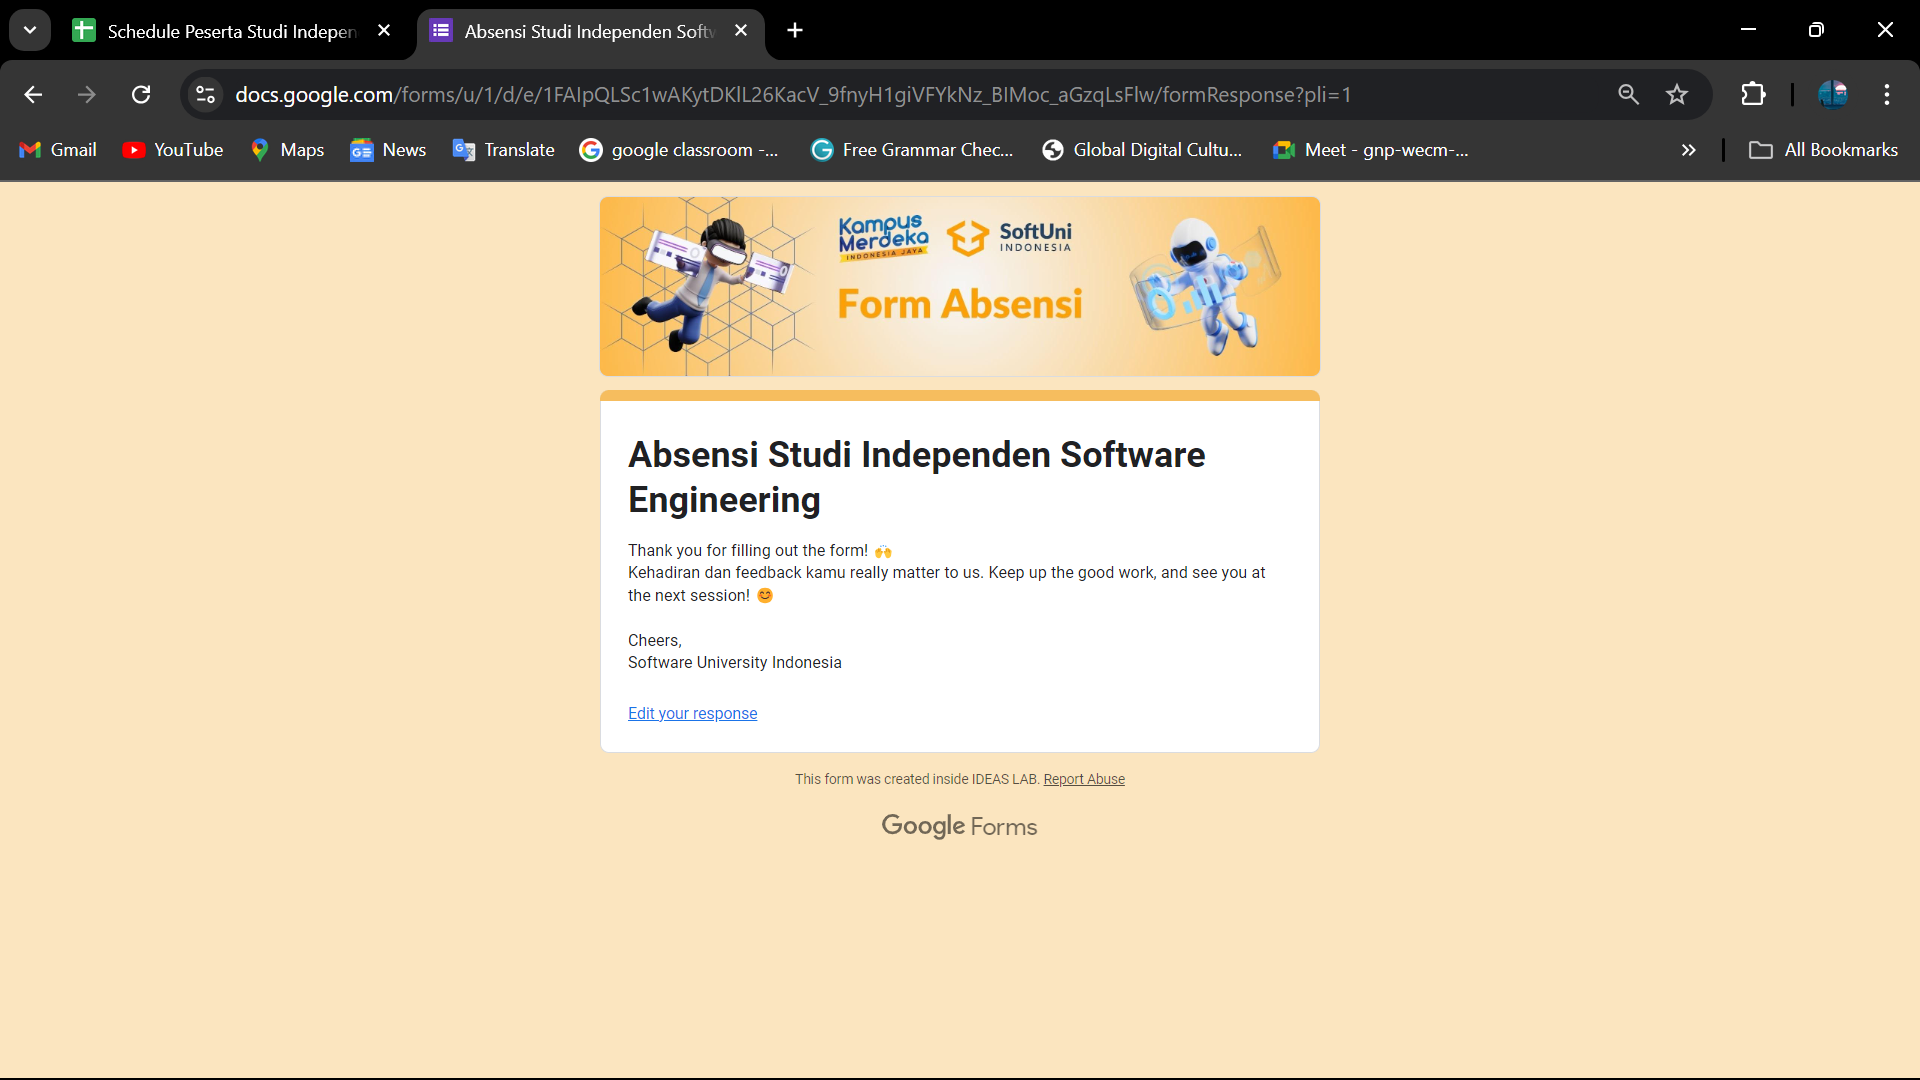 Schedule Peserta Studi Indepen
Absensi Studi Independen Softw
docs.google.com/forms/u/1/d/e/1FAIpQLSc1wAKytDKlL26KacV_9fnyH1giVFYkNz_BIMoc_aGzqLsFlw/formResponse?pli=1
Gmail
YouTube
Maps
News
Translate
google classroom -...
Free Grammar Chec...
Global Digital Cultu...
Meet - gnp-wecm-...
All Bookmarks
Kampus
Merdeka
INDONESIA JAYA
SoftUni
INDONESIA
Form Absensi
Absensi Studi Independen Software
Engineering
Thank you for filling out the form! 🙌
Kehadiran dan feedback kamu really matter to us. Keep up the good work, and see you at
the next session! 😊
Cheers,
Software University Indonesia
Edit your response
This form was created inside IDEAS LAB. Report Abuse
Google Forms